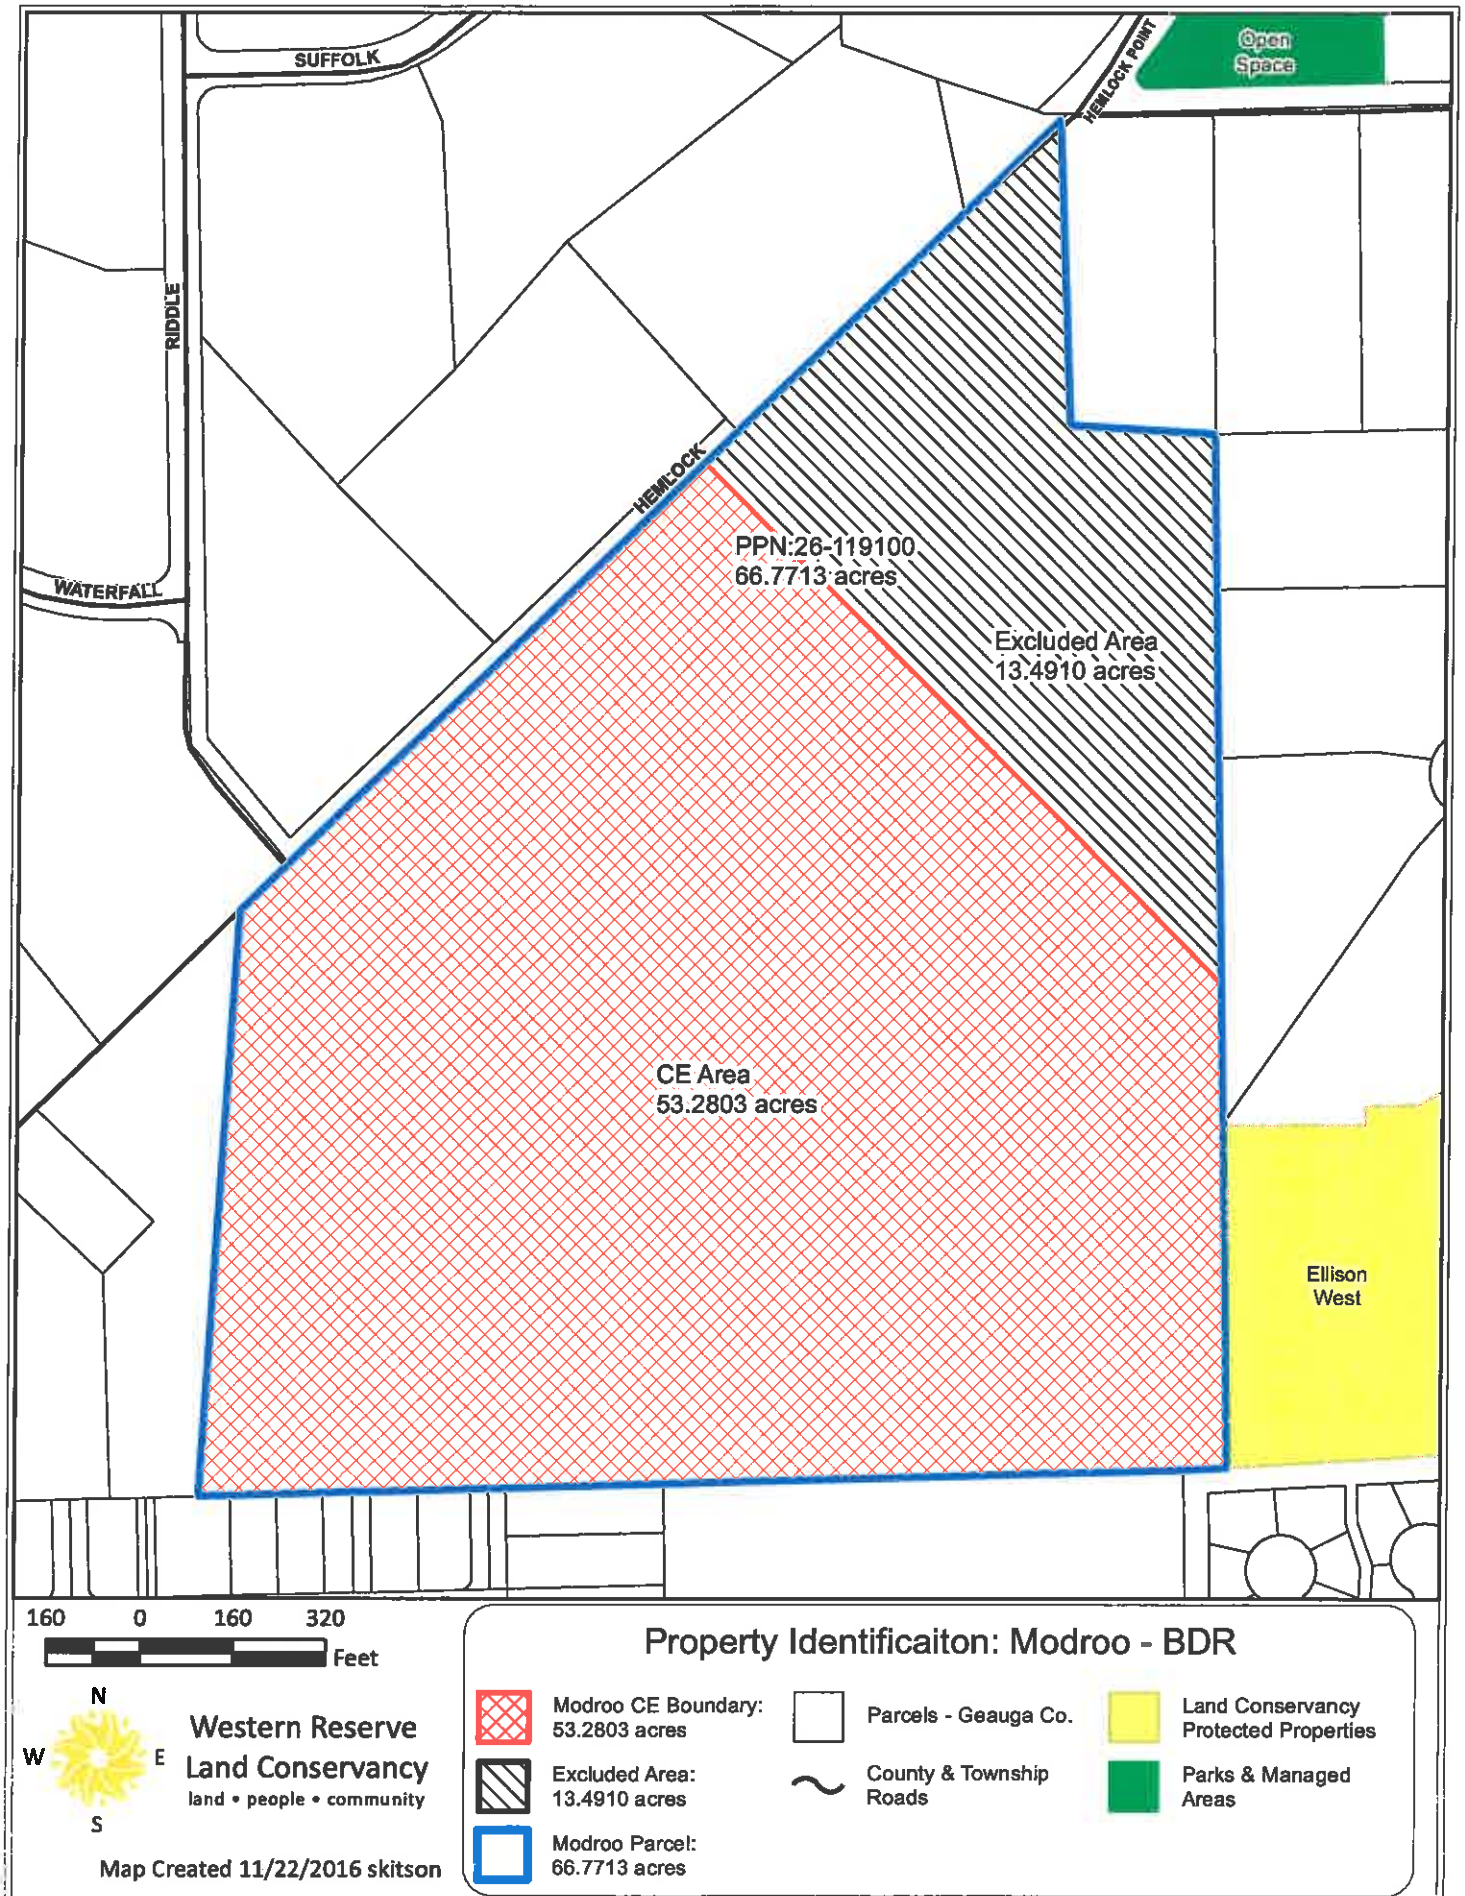 SUFFOLK
HEMLOCK POINT
Open
Space
RIDDLE
HEMLOCK
PPN:26-119100
66.7713 acres
WATERFALL
Excluded Area
13.4910 acres
CE Area
53.2803 acres
Ellison
West
160 0 160 320
Feet
N
W E
S
Western Reserve
Land Conservancy
land • people • community
Map Created 11/22/2016 skitson
Property Identificaiton: Modroo - BDR
Modroo CE Boundary:
53.2803 acres
Excluded Area:
13.4910 acres
Modroo Parcel:
66.7713 acres
Parcels - Geauga Co.
County & Township
Roads
Land Conservancy
Protected Properties
Parks & Managed
Areas